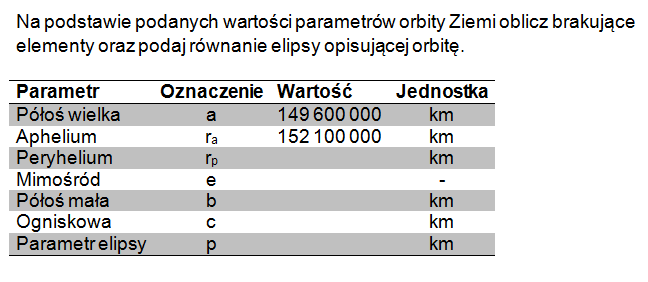 Na podstawie podanych wartości parametrów orbity Ziemi oblicz brakujące
elementy oraz podaj równanie elipsy opisującej orbitę.
Parametr Oznaczenie Wartość Jednostka
Półoś wielka a 149 600 000 km
Aphelium ra 152 100 000 km
Peryhelium rp km
Mimośród e -
Półoś mała b km
Ogniskowa c km
Parametr elipsy p km